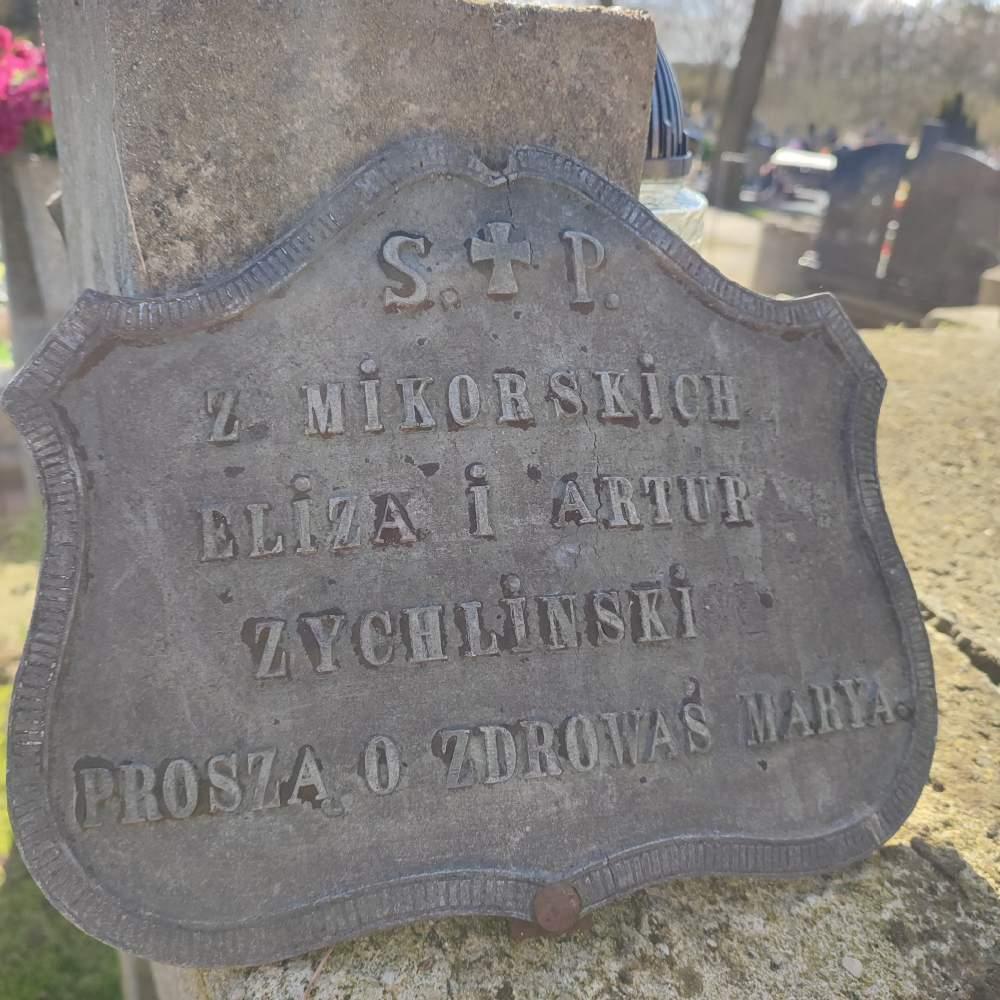 S. P.
Z MIKORSKICH
ELIZA I ARTUR
ZYCHLINSKI
PROSZĄ O ZDROWAŚ MARYA.